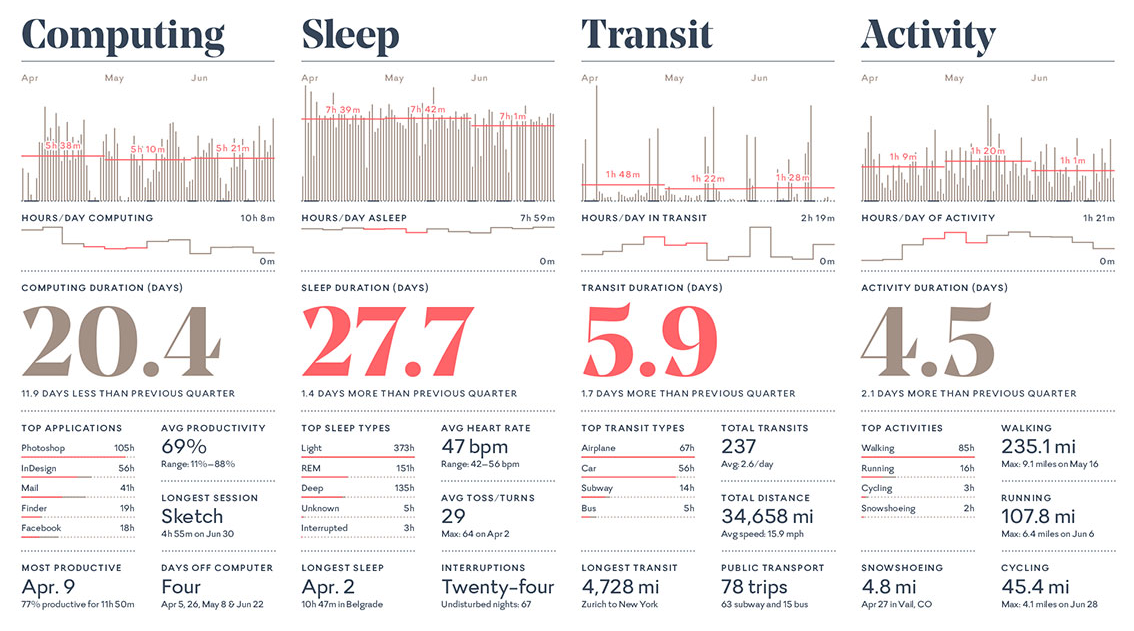 Computing
Apr May Jun
5h 38m 5h 10m 5h 21m
HOURS/DAY COMPUTING 10h 8m
0m
COMPUTING DURATION (DAYS)
20.4
11.9 DAYS LESS THAN PREVIOUS QUARTER
TOP APPLICATIONS
Photoshop 105h
InDesign 56h
Mail 41h
Finder 19h
Facebook 18h
AVG PRODUCTIVITY
69%
Range: 11%–88%
LONGEST SESSION
Sketch
4h 55m on Jun 30
MOST PRODUCTIVE
Apr. 9
77% productive for 11h 50m
DAYS OFF COMPUTER
Four
Apr 5, 26, May 8 & Jun 22
Sleep
Apr May Jun
7h 39m 7h 42m 7h 1m
HOURS/DAY ASLEEP 7h 59m
0m
SLEEP DURATION (DAYS)
27.7
1.4 DAYS MORE THAN PREVIOUS QUARTER
TOP SLEEP TYPES
Light 373h
REM 151h
Deep 135h
Unknown 5h
Interrupted 3h
AVG HEART RATE
47 bpm
Range: 42–56 bpm
AVG TOSS/TURNS
29
Max: 64 on Apr 2
LONGEST SLEEP
Apr. 2
10h 47m in Belgrade
INTERRUPTIONS
Twenty-four
Undisturbed nights: 67
Transit
Apr May Jun
1h 48m 1h 22m 1h 28m
HOURS/DAY IN TRANSIT 2h 19m
0m
TRANSIT DURATION (DAYS)
5.9
1.7 DAYS MORE THAN PREVIOUS QUARTER
TOP TRANSIT TYPES
Airplane 67h
Car 56h
Subway 14h
Bus 5h
TOTAL TRANSITS
237
Avg: 2.6/day
TOTAL DISTANCE
34,658 mi
Avg speed: 15.9 mph
LONGEST TRANSIT
4,728 mi
Zurich to New York
PUBLIC TRANSPORT
78 trips
63 subway and 15 bus
Activity
Apr May Jun
1h 9m 1h 20m 1h 1m
HOURS/DAY OF ACTIVITY 1h 21m
0m
ACTIVITY DURATION (DAYS)
4.5
2.1 DAYS MORE THAN PREVIOUS QUARTER
TOP ACTIVITIES
Walking 85h
Running 16h
Cycling 3h
Snowshoeing 2h
WALKING
235.1 mi
Max: 9.1 miles on May 16
RUNNING
107.8 mi
Max: 6.4 miles on Jun 6
SNOWSHOEING
4.8 mi
Apr 27 in Vail, CO
CYCLING
45.4 mi
Max: 4.1 miles on Jun 28